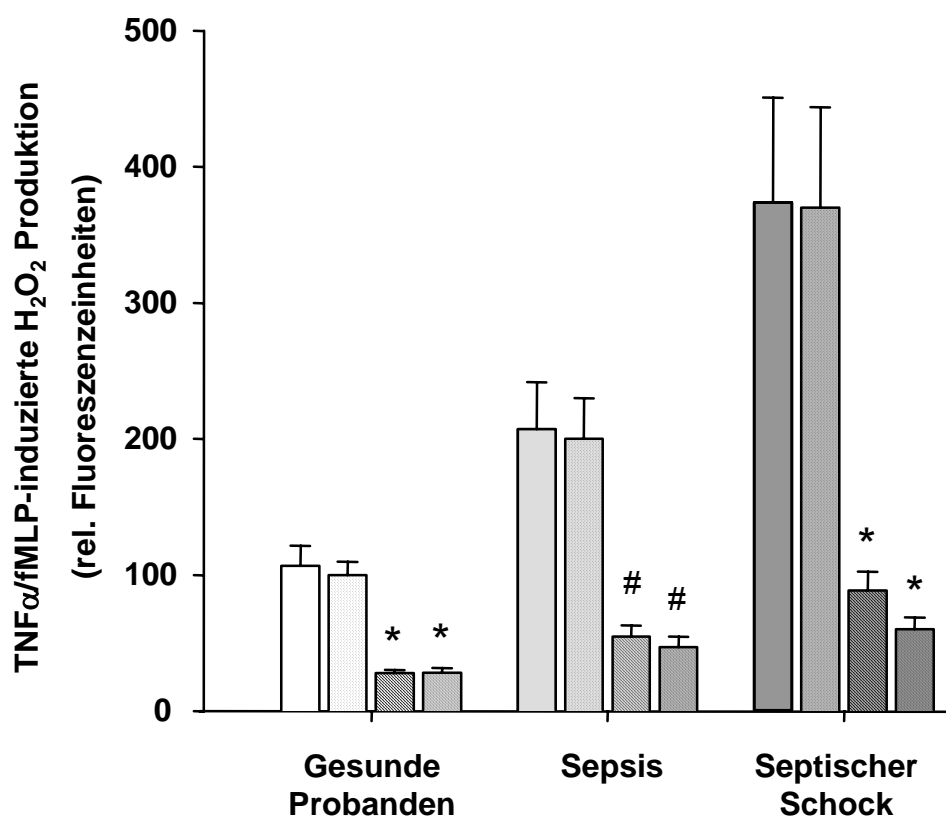 TNFα/fMLP-induzierte H₂O₂ Produktion
(rel. Fluoreszenzeinheiten)
500
400
300
200
100
0
* *
# #
* *
Gesunde
Probanden
Sepsis
Septischer
Schock